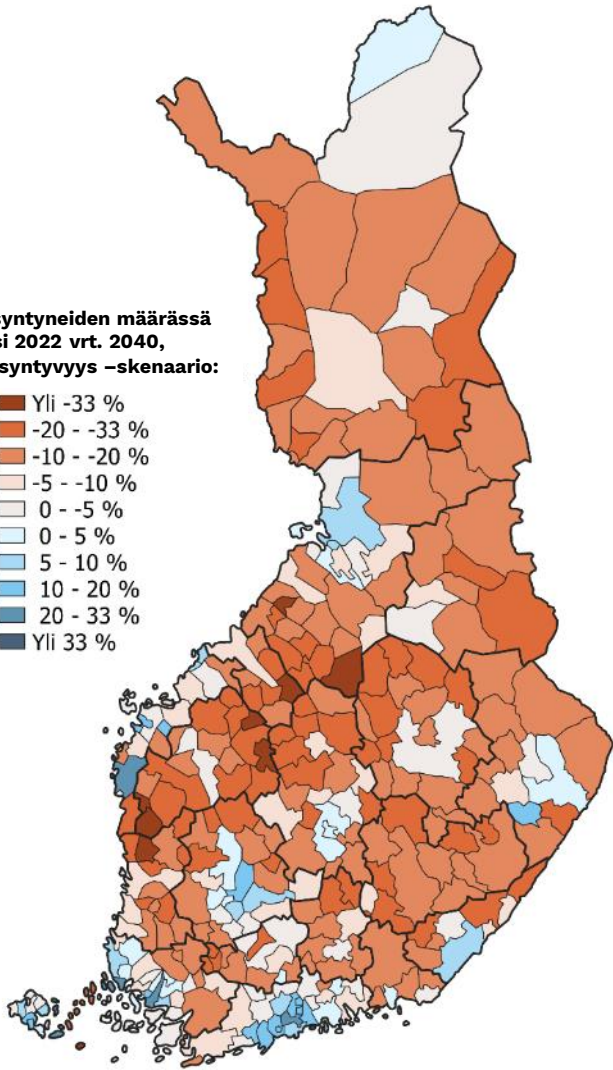 syntyneiden määrässä
si 2022 vrt. 2040,
syntyvyys –skenaario:
Yli -33 %
-20 - -33 %
-10 - -20 %
-5 - -10 %
0 - -5 %
0 - 5 %
5 - 10 %
10 - 20 %
20 - 33 %
Yli 33 %